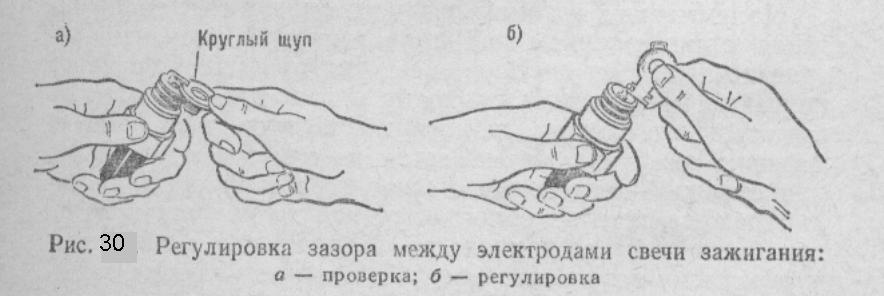 а)
Круглый щуп
б)
Рис. 30 Регулировка зазора между электродами свечи зажигания:
а — проверка; б — регулировка